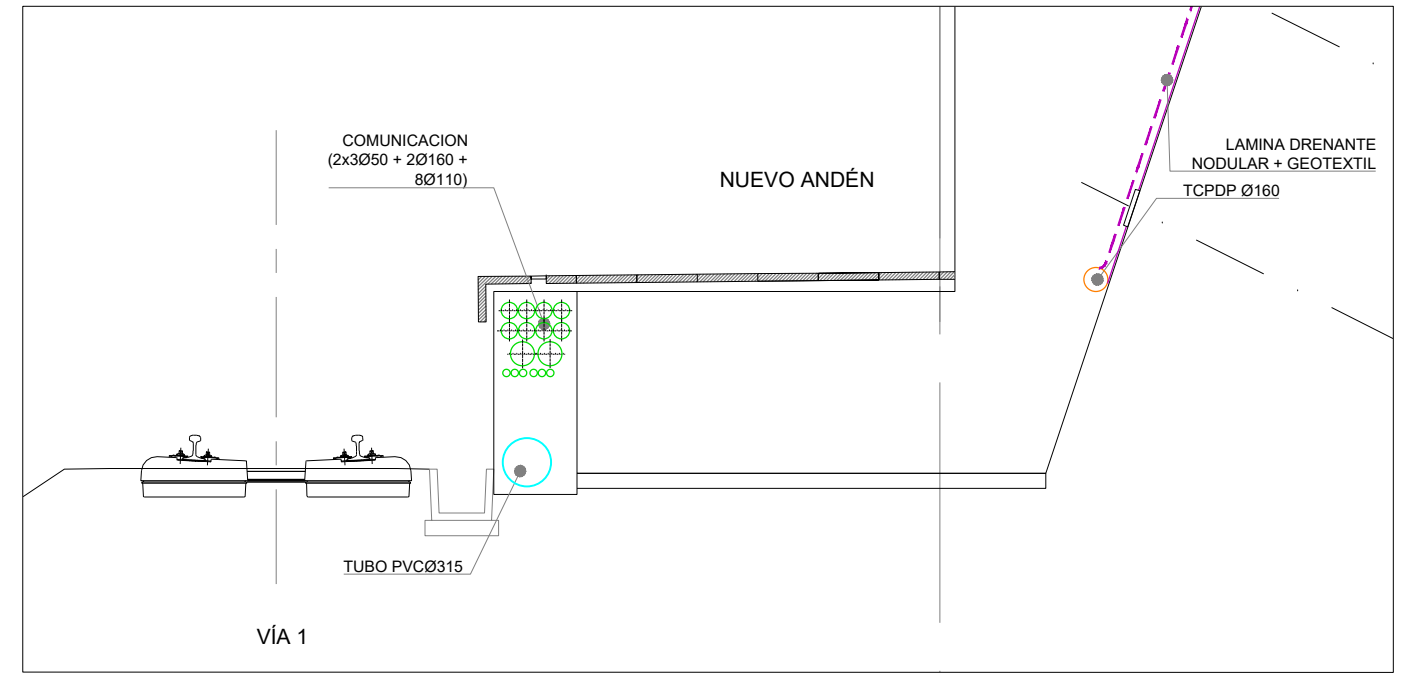 COMUNICACION
(2x3Ø50 + 2Ø160 +
8Ø110)
NUEVO ANDÉN
LAMINA DRENANTE
NODULAR + GEOTEXTIL
TCPDP Ø160
TUBO PVCØ315
VÍA 1